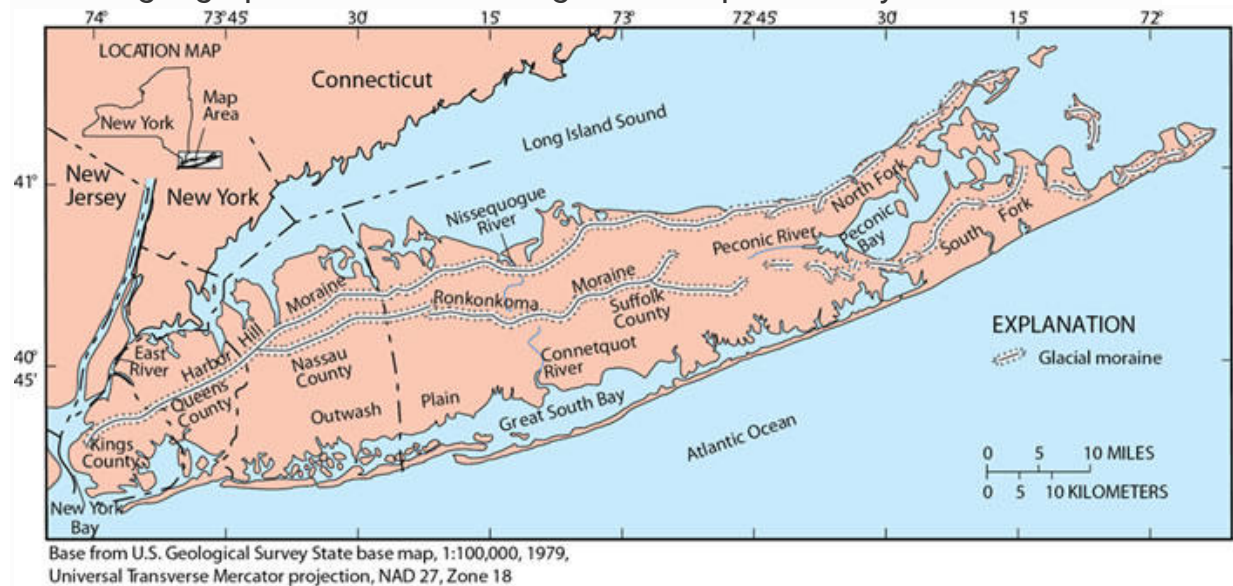 74°
73°45'
30'
15'
73°
72°45'
30'
15'
72°
LOCATION MAP
New York
Map
Area
Connecticut
Long Island Sound
New
Jersey
New York
41°
40°
45'
Nissequogue
River
North Fork
Peconic River
Peconic
Bay
South
Fork
Harbor Hill Moraine
Ronkonkoma Moraine
Suffolk
County
Nassau
County
Queens
County
Kings
County
East
River
Connetquot
River
Outwash Plain
Great South Bay
Atlantic Ocean
New York
Bay
EXPLANATION
Glacial moraine
0 5 10 MILES
0 5 10 KILOMETERS
Base from U.S. Geological Survey State base map, 1:100,000, 1979,
Universal Transverse Mercator projection, NAD 27, Zone 18